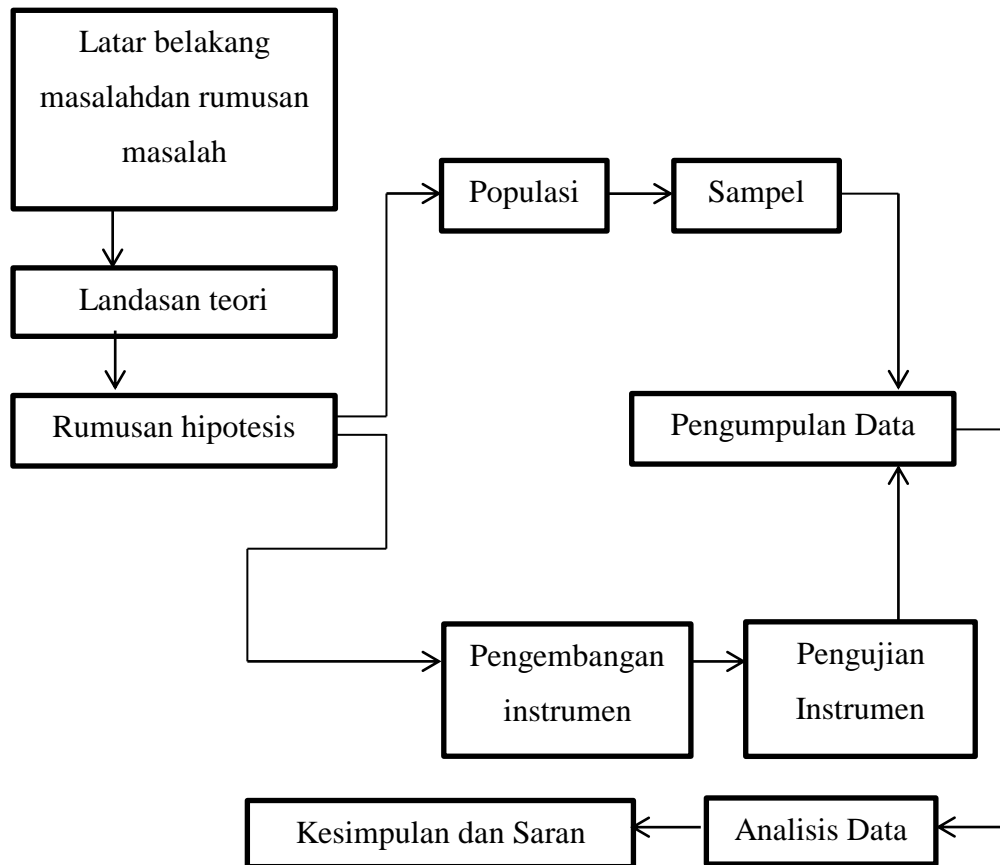 Latar belakang
masalahdan rumusan
masalah
Populasi
Sampel
Landasan teori
Rumusan hipotesis
Pengumpulan Data
Pengembangan
instrumen
Pengujian
Instrumen
Kesimpulan dan Saran
Analisis Data